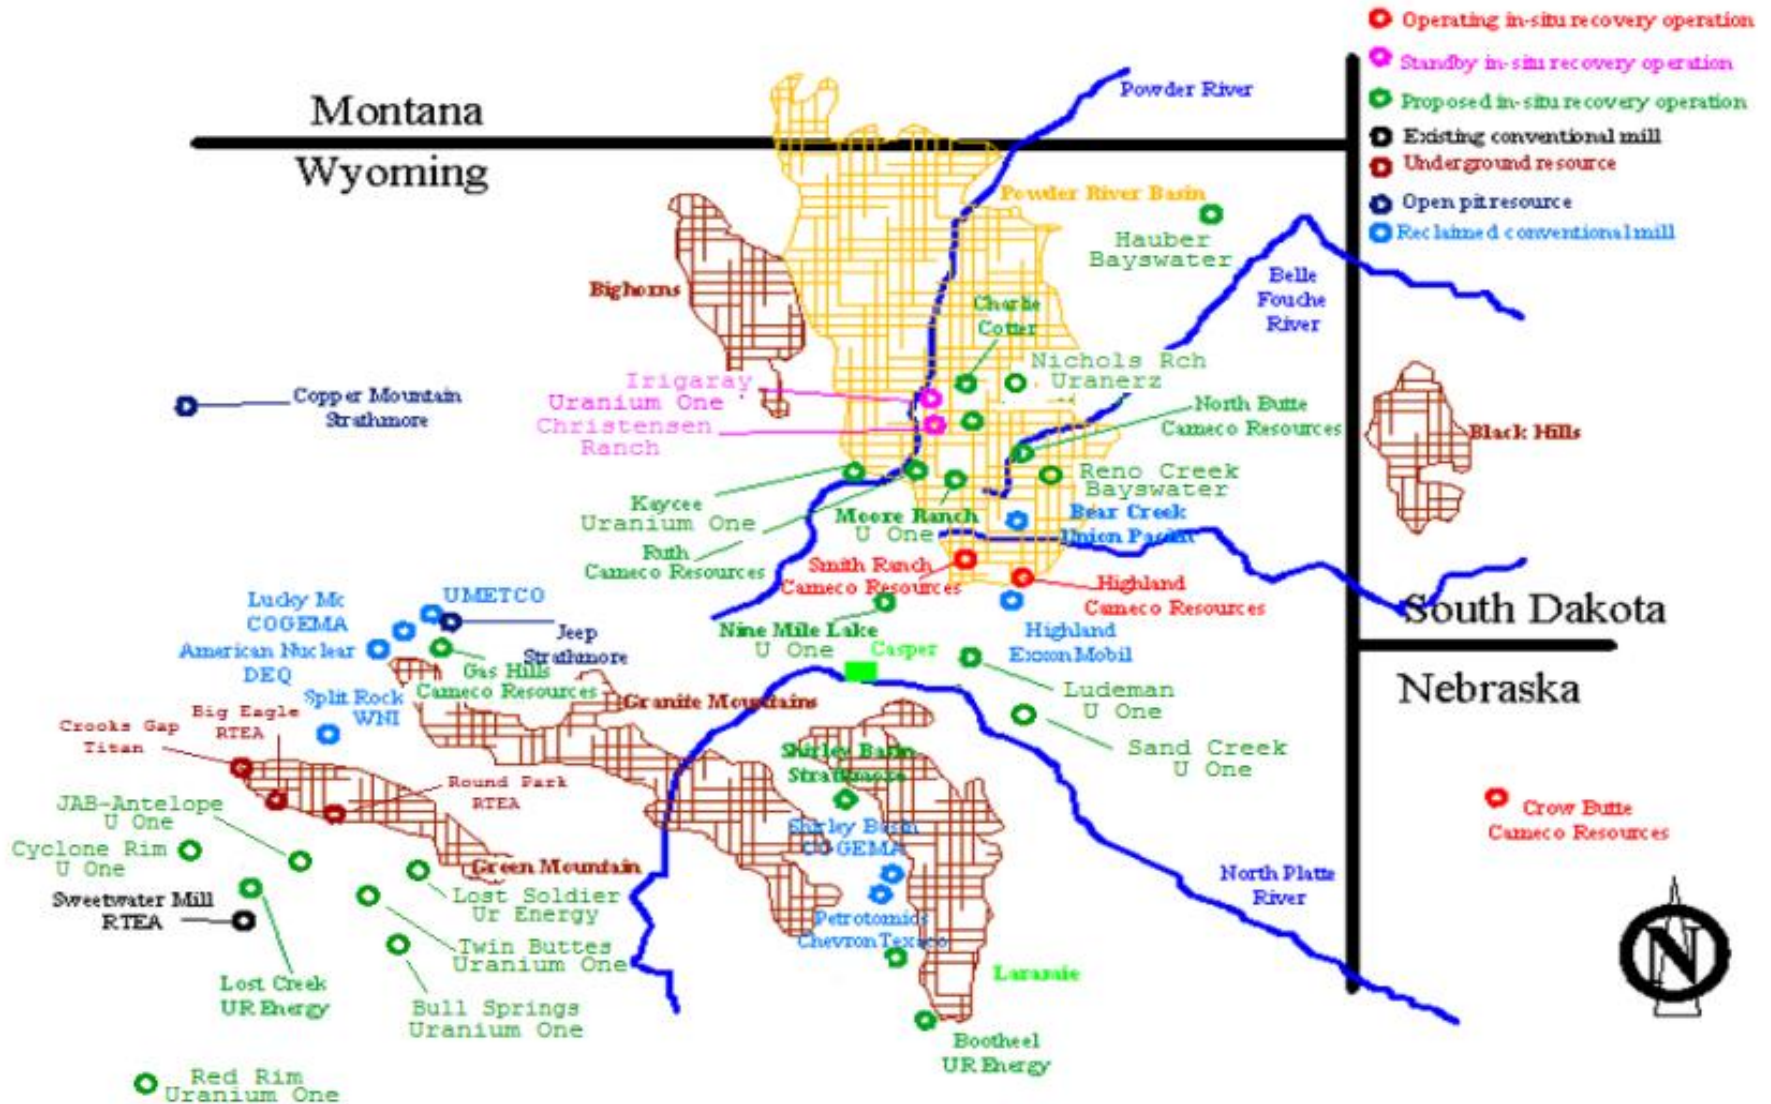 Operating in-situ recovery operation
Standby in-situ recovery operation
Proposed in-situ recovery operation
Existing conventional mill
Underground resource
Open pit resource
Reclaimed conventional mill
Montana
Wyoming
Powder River
Powder River Basin
Hauber
Bayswater
Belle
Fouche
River
Bighorns
Charlie
Cotter
Nichols Rch
Uranerz
Irigaray
Uranium One
Christensen
Ranch
Copper Mountain
Strathmore
North Butte
Cameco Resources
Black Hills
Reno Creek
Bayswater
Kaycee
Uranium One
Moore Ranch
U One
Bear Creek
Union Pacific
Ruth
Cameco Resources
Smith Ranch
Cameco Resources
Highland
Cameco Resources
South Dakota
Nebraska
Lucky Mc
COGEMA
UMETCO
Jeep
Strathmore
American Nuclear
DEQ
Gas Hills
Cameco Resources
Nine Mile Lake
U One
Casper
Highland
Exxon Mobil
Ludeman
U One
Split Rock
WNI
Granite Mountains
Crooks Gap
Titan
Big Eagle
RTEA
Sand Creek
U One
Shirley Basin
Strathmore
Round Park
RTEA
JAB-Antelope
U One
Crow Butte
Cameco Resources
Shirley Basin
COGEMA
Cyclone Rim
U One
Green Mountain
North Platte
River
Sweetwater Mill
RTEA
Lost Soldier
Ur Energy
Petrotomics
ChevronTexaco
Twin Buttes
Uranium One
Laramie
N
Lost Creek
UR Energy
Bull Springs
Uranium One
Bootheel
UR Energy
Red Rim
Uranium One